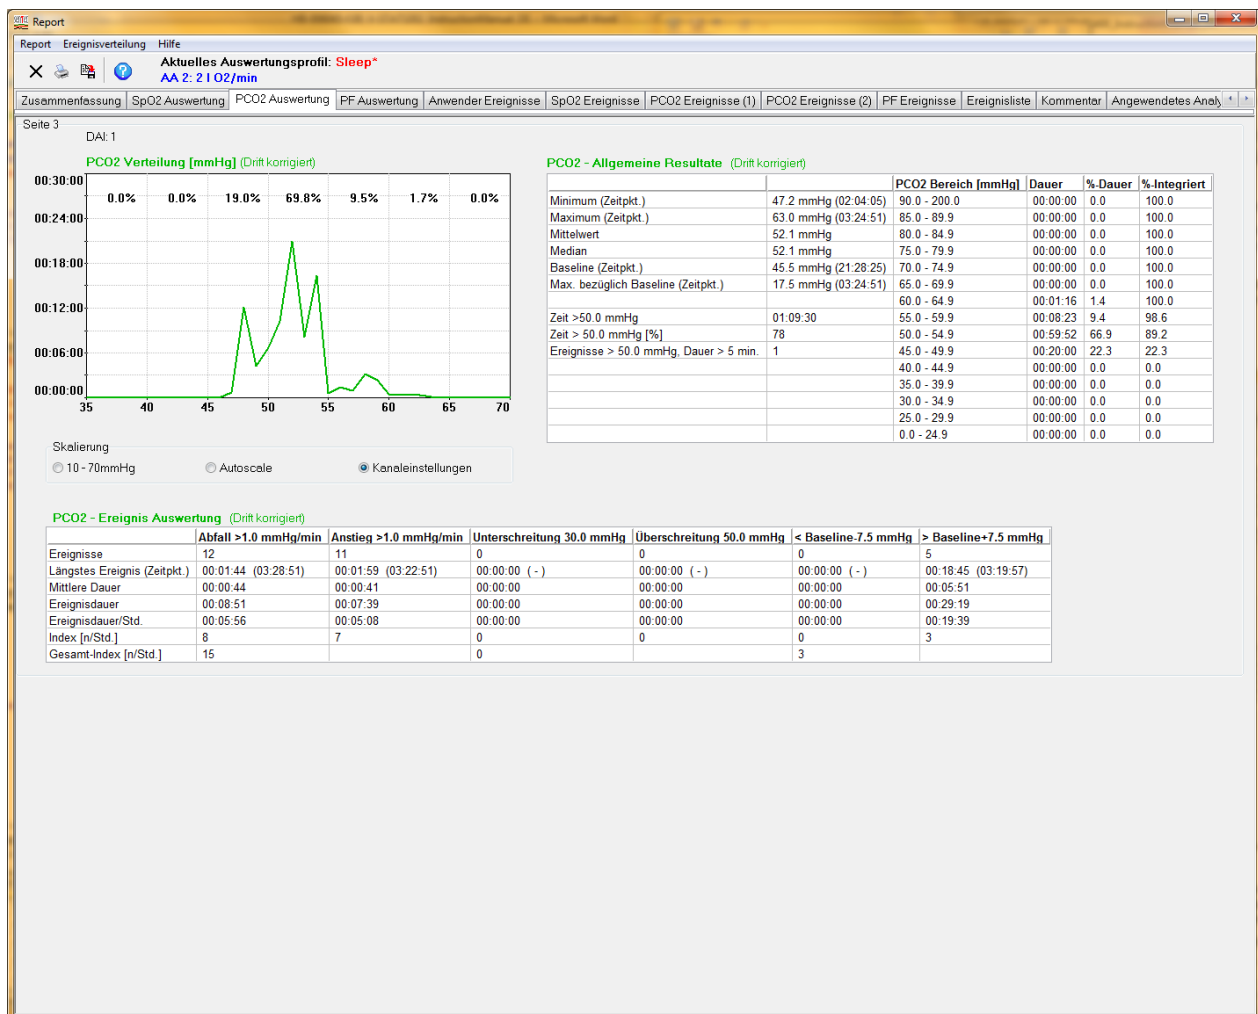 Report
Report Ereignisverteilung Hilfe
Aktuelles Auswertungsprofil: Sleep*
AA 2: 2 l O2/min
Zusammenfassung SpO2 Auswertung PCO2 Auswertung PF Auswertung Anwender Ereignisse SpO2 Ereignisse PCO2 Ereignisse (1) PCO2 Ereignisse (2) PF Ereignisse Ereignisliste Kommentar Angewendetes Analy
Seite 3
DAI: 1
PCO2 Verteilung [mmHg] (Drift korrigiert)
00:30:00
0.0% 0.0% 19.0% 69.8% 9.5% 1.7% 0.0%
00:24:00
00:18:00
00:12:00
00:06:00
00:00:00
35 40 45 50 55 60 65 70
Skalierung
10 - 70mmHg Autoscale Kanaleinstellungen
PCO2 - Allgemeine Resultate (Drift korrigiert)
PCO2 Bereich [mmHg] Dauer %-Dauer %-Integriert
Minimum (Zeitpkt.) 47.2 mmHg (02:04:05) 90.0 - 200.0 00:00:00 0.0 100.0
Maximum (Zeitpkt.) 63.0 mmHg (03:24:51) 85.0 - 89.9 00:00:00 0.0 100.0
Mittelwert 52.1 mmHg 80.0 - 84.9 00:00:00 0.0 100.0
Median 52.1 mmHg 75.0 - 79.9 00:00:00 0.0 100.0
Baseline (Zeitpkt.) 45.5 mmHg (21:28:25) 70.0 - 74.9 00:00:00 0.0 100.0
Max. bezüglich Baseline (Zeitpkt.) 17.5 mmHg (03:24:51) 65.0 - 69.9 00:00:00 0.0 100.0
60.0 - 64.9 00:01:16 1.4 100.0
Zeit >50.0 mmHg 01:09:30 55.0 - 59.9 00:08:23 9.4 98.6
Zeit > 50.0 mmHg [%] 78 50.0 - 54.9 00:59:52 66.9 89.2
Ereignisse > 50.0 mmHg, Dauer > 5 min. 1 45.0 - 49.9 00:20:00 22.3 22.3
40.0 - 44.9 00:00:00 0.0 0.0
35.0 - 39.9 00:00:00 0.0 0.0
30.0 - 34.9 00:00:00 0.0 0.0
25.0 - 29.9 00:00:00 0.0 0.0
0.0 - 24.9 00:00:00 0.0 0.0
PCO2 - Ereignis Auswertung (Drift korrigiert)
Abfall >1.0 mmHg/min Anstieg >1.0 mmHg/min Unterschreitung 30.0 mmHg Überschreitung 50.0 mmHg < Baseline-7.5 mmHg > Baseline+7.5 mmHg
Ereignisse 12 11 0 0 0 5
Längstes Ereignis (Zeitpkt.) 00:01:44 (03:28:51) 00:01:59 (03:22:51) 00:00:00 ( - ) 00:00:00 ( - ) 00:00:00 ( - ) 00:18:45 (03:19:57)
Mittlere Dauer 00:00:44 00:00:41 00:00:00 00:00:00 00:00:00 00:05:51
Ereignisdauer 00:08:51 00:07:39 00:00:00 00:00:00 00:00:00 00:29:19
Ereignisdauer/Std. 00:05:56 00:05:08 00:00:00 00:00:00 00:00:00 00:19:39
Index [n/Std.] 8 7 0 0 0 3
Gesamt-Index [n/Std.] 15 0 3